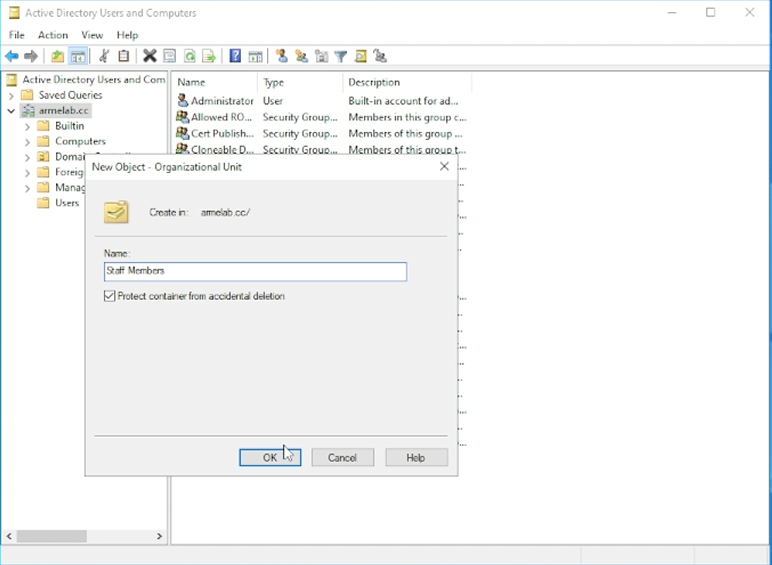 Active Directory Users and Computers
File Action View Help
Active Directory Users and Com
Saved Queries
armelab.cc
Builtin
Computers
Domai
Foreig
Manag
Users
Name Type Description
Administrator User Built-in account for ad...
Allowed RO... Security Group... Members in this group c...
Cert Publish... Security Group... Members of this group ...
Cloneable D... Security Group... Members of this group t...
New Object - Organizational Unit
Create in: armelab.cc/
Name:
Staff Members
Protect container from accidental deletion
OK Cancel Help